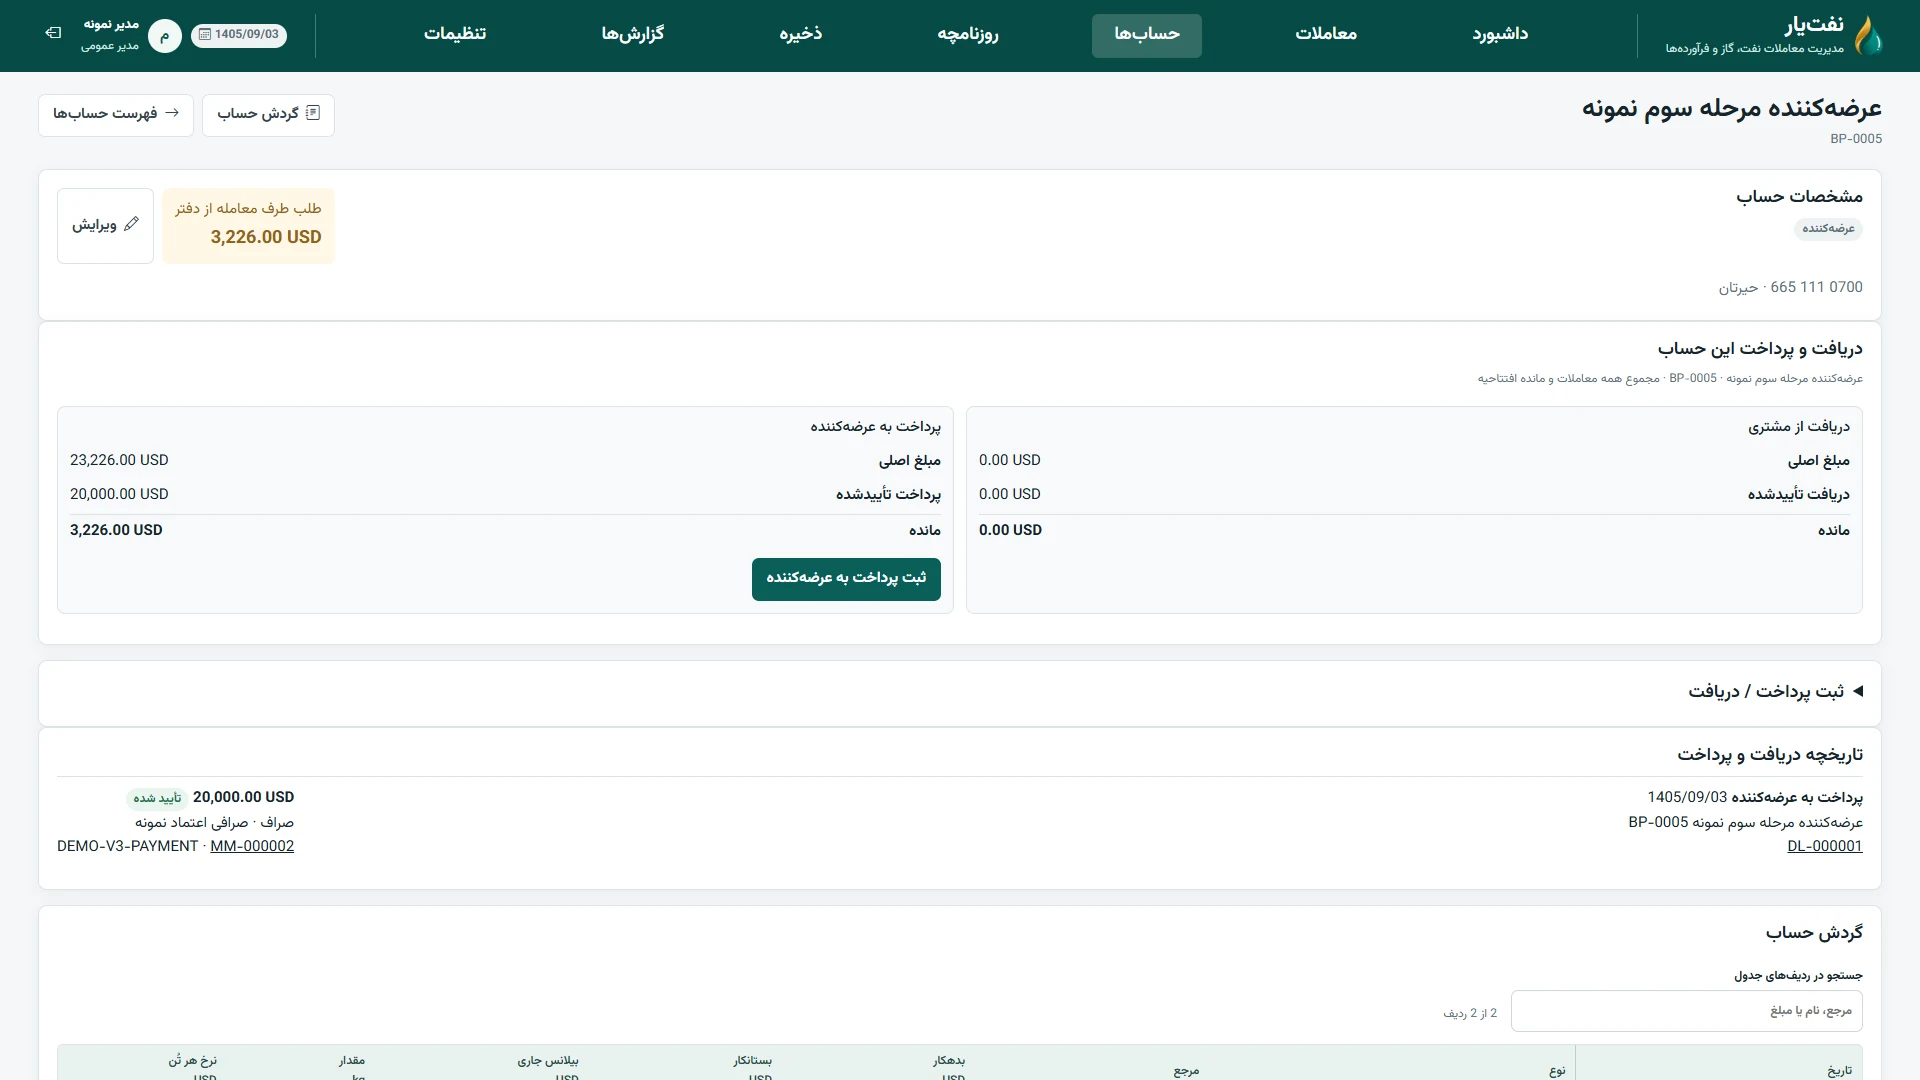 نفت‌یار
مدیریت معاملات نفت، گاز و فرآورده‌ها
داشبورد
معاملات
حساب‌ها
روزنامچه
ذخیره
گزارش‌ها
تنظیمات
1405/09/03
م
مدیر نمونه
مدیر عمومی
عرضه‌کننده مرحله سوم نمونه
BP-0005
گردش حساب
فهرست حساب‌ها
مشخصات حساب
عرضه‌کننده
0700 111 665 · حیرتان
طلب طرف معامله از دفتر
3,226.00 USD
ویرایش
دریافت و پرداخت این حساب
عرضه‌کننده مرحله سوم نمونه · BP-0005 · مجموع همه معاملات و مانده افتتاحیه
دریافت از مشتری
مبلغ اصلی 0.00 USD
دریافت تأییدشده 0.00 USD
مانده 0.00 USD
پرداخت به عرضه‌کننده
مبلغ اصلی 23,226.00 USD
پرداخت تأییدشده 20,000.00 USD
مانده 3,226.00 USD
ثبت پرداخت به عرضه‌کننده
ثبت پرداخت / دریافت
تاریخچه دریافت و پرداخت
پرداخت به عرضه‌کننده 1405/09/03
عرضه‌کننده مرحله سوم نمونه BP-0005
DL-000001
20,000.00 USD تأیید شده
صراف · صرافی اعتماد نمونه
MM-000002 · DEMO-V3-PAYMENT
گردش حساب
جستجو در ردیف‌های جدول
مرجع، نام یا مبلغ
2 از 2 ردیف
تاریخ
نوع
مرجع
بدهکار USD
بستانکار USD
بیلانس جاری USD
مقدار kg
نرخ هر تُن USD